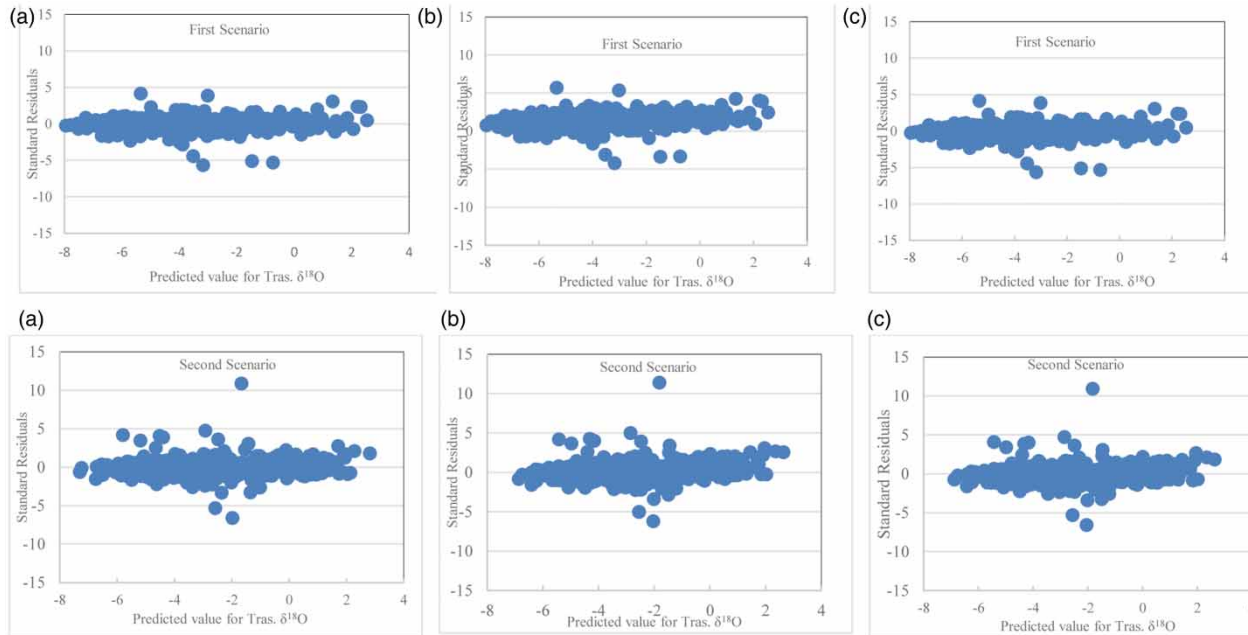 (a)
First Scenario
Standard Residuals
15
10
5
0
-5
-10
-15
-8 -6 -4 -2 0 2 4
Predicted value for Tras. δ¹⁸O
(b)
First Scenario
Standard Residuals
15
10
5
0
-5
-10
-15
-8 -6 -4 -2 0 2 4
Predicted value for Tras. δ¹⁸O
(c)
First Scenario
Standard Residuals
15
10
5
0
-5
-10
-15
-8 -6 -4 -2 0 2 4
Predicted value for Tras. δ¹⁸O
(a)
Second Scenario
Standard Residuals
15
10
5
0
-5
-10
-15
-8 -6 -4 -2 0 2 4
Predicted value for Tras. δ¹⁸O
(b)
Second Scenario
Standard Residuals
15
10
5
0
-5
-10
-15
-8 -6 -4 -2 0 2 4
Predicted value for Tras. δ¹⁸O
(c)
Second Scenario
Standard Residuals
15
10
5
0
-5
-10
-15
-8 -6 -4 -2 0 2
Predicted value for Tras. δ¹⁸O